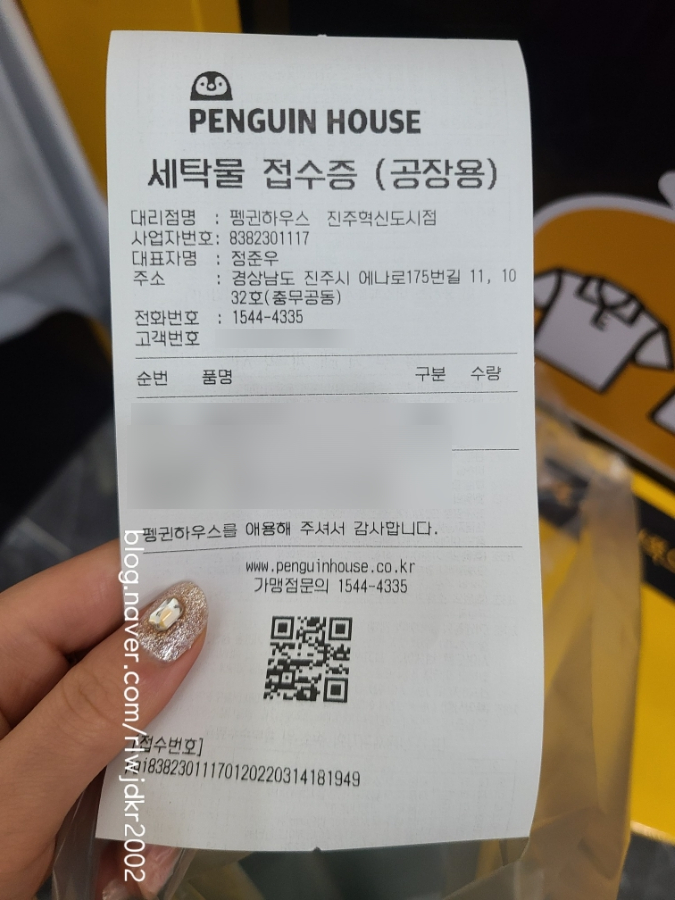 PENGUIN HOUSE
세탁물 접수증 (공장용)
대리점명 : 펭귄하우스 진주혁신도시점
사업자번호: 8382301117
대표자명 : 정준우
주소 : 경상남도 진주시 에나로175번길 11, 10
32호(충무공동)
전화번호 : 1544-4335
고객번호
순번 품명 구분 수량
펭귄하우스를 애용해 주셔서 감사합니다.
www.penguinhouse.co.kr
가맹점문의 1544-4335
[접수번호]
83823011170120220314181949
blog.naver.com/rlwjdkr2002